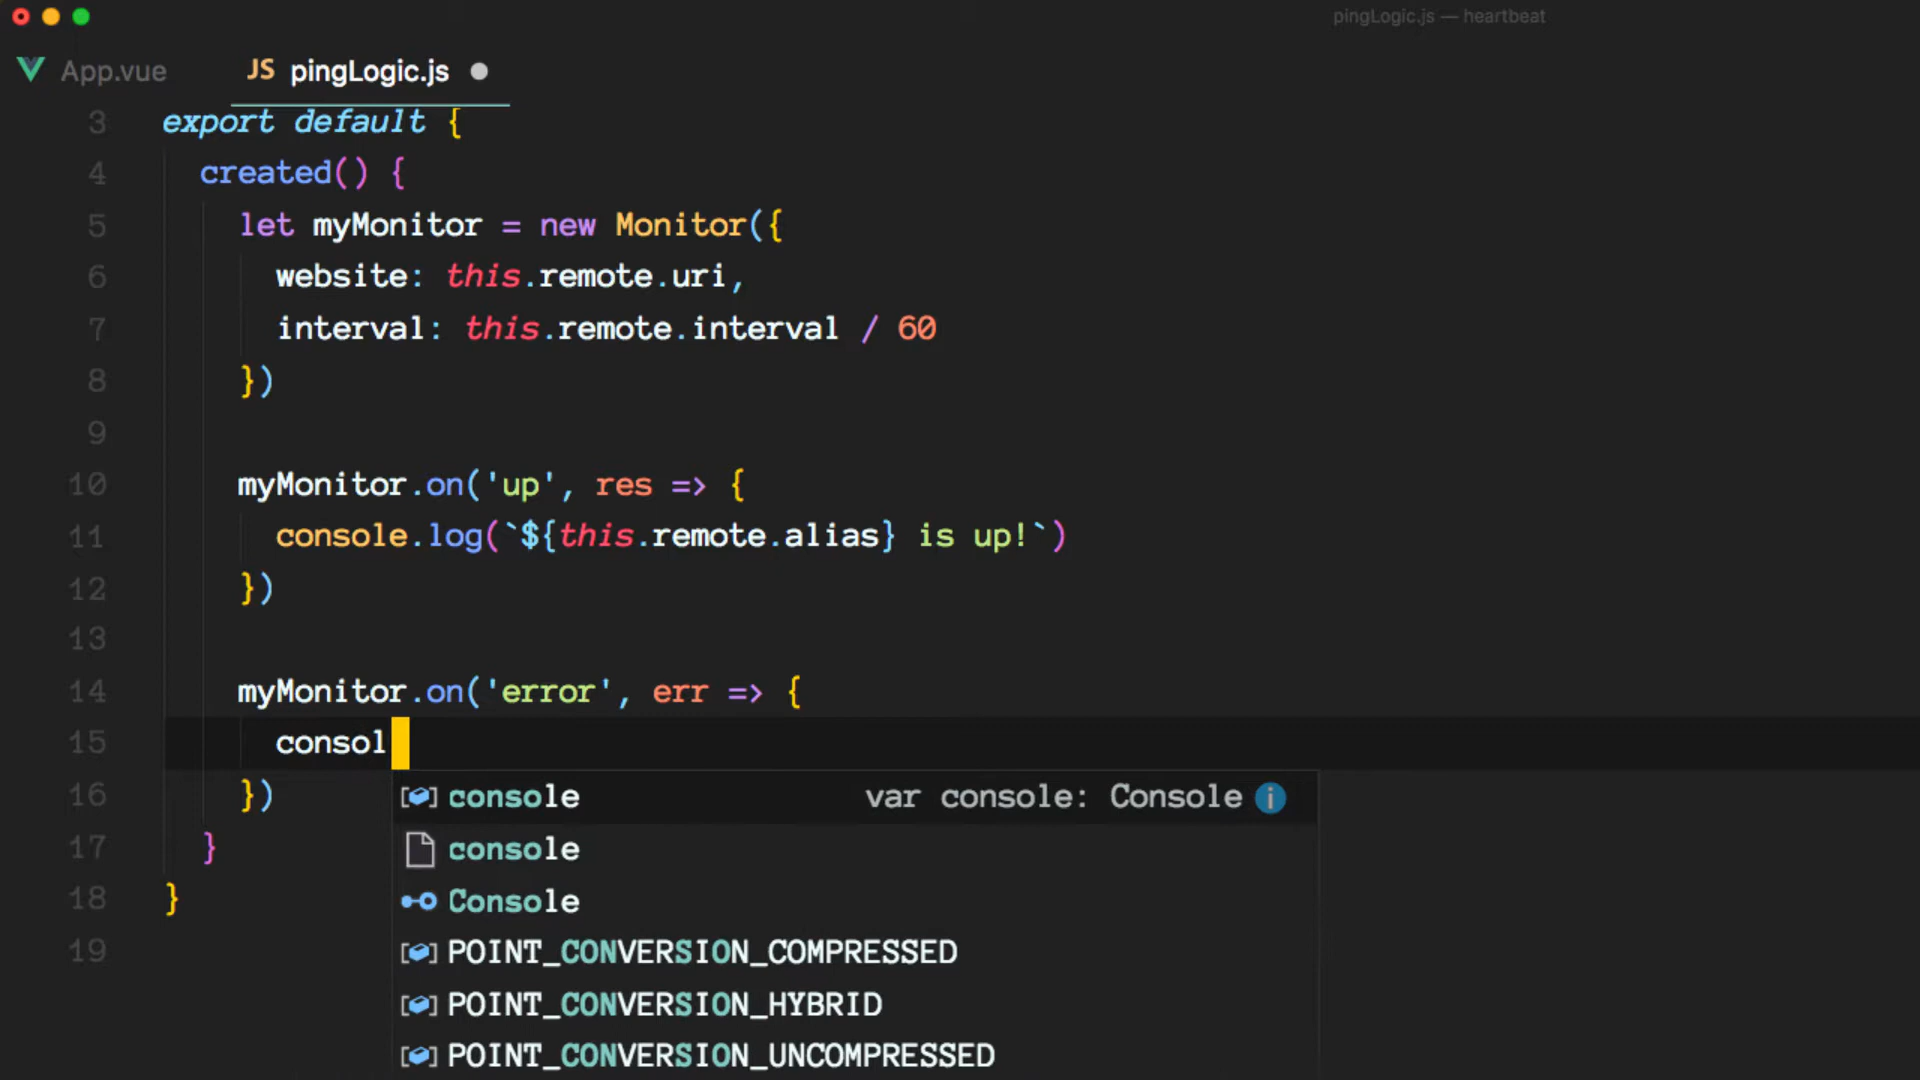 pingLogic.js — heartbeat
App.vue JS pingLogic.js
3 export default {
4 created() {
5 let myMonitor = new Monitor({
6 website: this.remote.uri,
7 interval: this.remote.interval / 60
8 })
9
10 myMonitor.on('up', res => {
11 console.log(`${this.remote.alias} is up!`)
12 })
13
14 myMonitor.on('error', err => {
15 consol
16 })
17 }
18 }
19
console var console: Console
console
Console
POINT_CONVERSION_COMPRESSED
POINT_CONVERSION_HYBRID
POINT_CONVERSION_UNCOMPRESSED